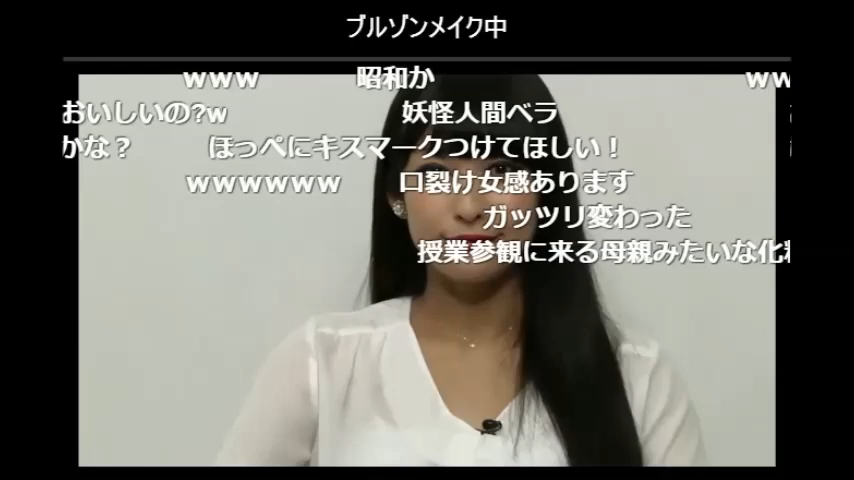 ブルゾンメイク中
www 昭和か ww
おいしいの?w 妖怪人間ベラ
かな? ほっぺにキスマークつけてほしい!
wwwwww 口裂け女感あります
ガッツリ変わった
授業参観に来る母親みたいな化粧